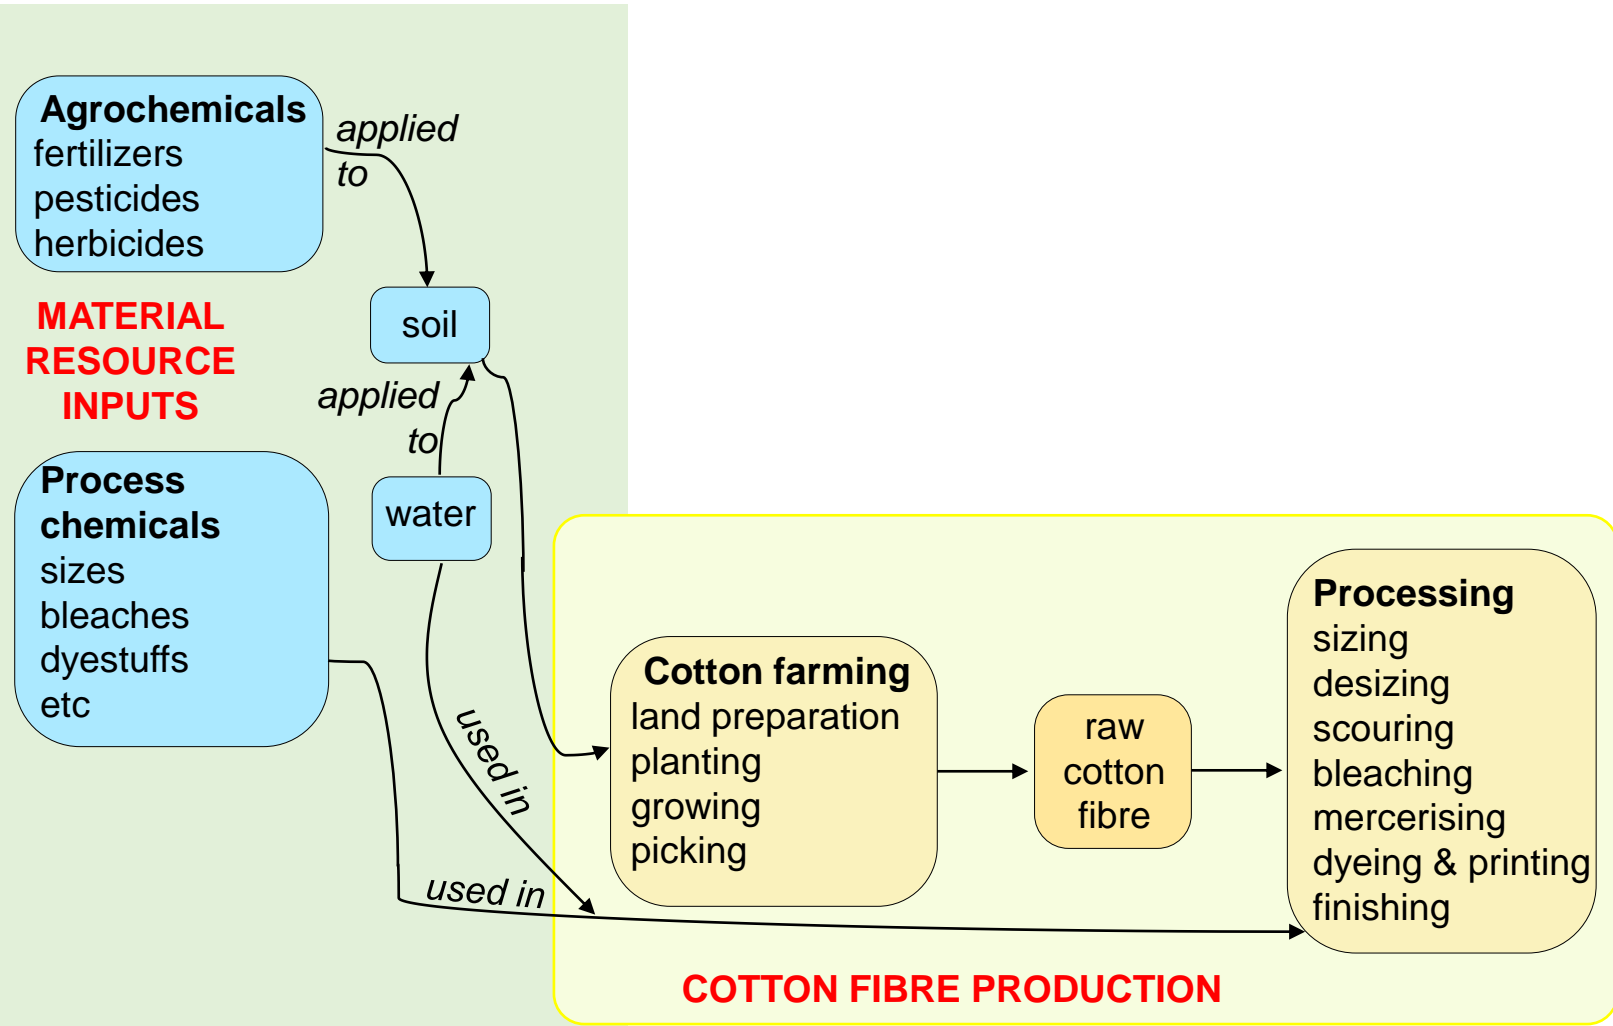 Agrochemicals
fertilizers
pesticides
herbicides
applied
to
soil
MATERIAL
RESOURCE
INPUTS
applied
to
water
Process
chemicals
sizes
bleaches
dyestuffs
etc
used in
used in
Cotton farming
land preparation
planting
growing
picking
raw
cotton
fibre
Processing
sizing
desizing
scouring
bleaching
mercerising
dyeing & printing
finishing
COTTON FIBRE PRODUCTION